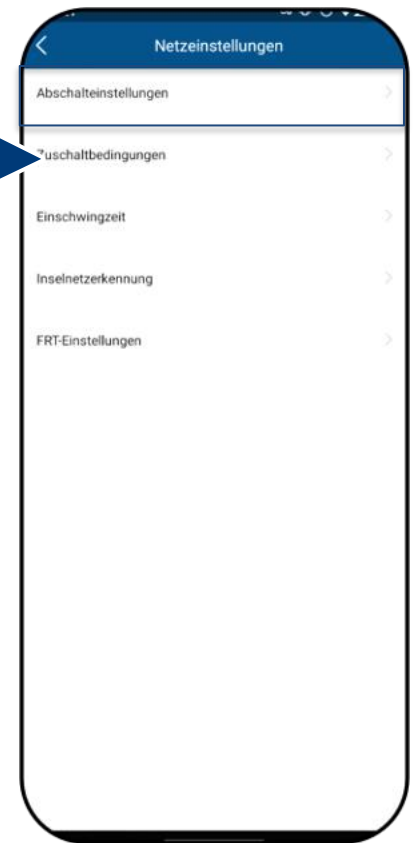 Netzeinstellungen
Abschalteinstellungen
Zuschaltbedingungen
Einschwingzeit
Inselnetzerkennung
FRT-Einstellungen